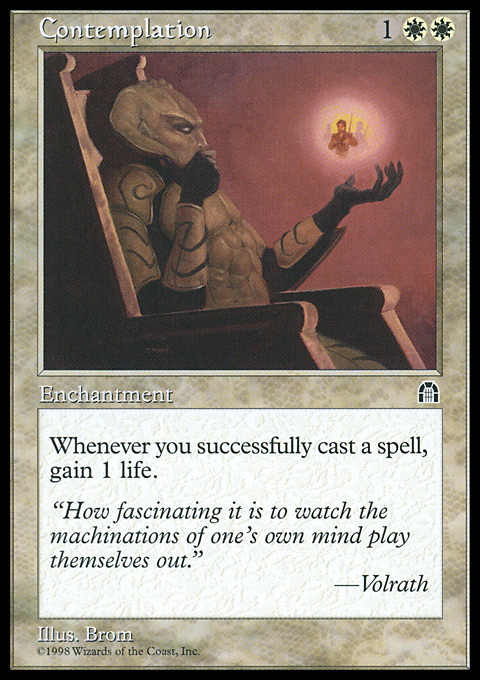 Contemplation 1
Enchantment
Whenever you successfully cast a spell,
gain 1 life.
“How fascinating it is to watch the
machinations of one’s own mind play
themselves out.”
—Volrath
Illus. Brom
©1998 Wizards of the Coast, Inc.